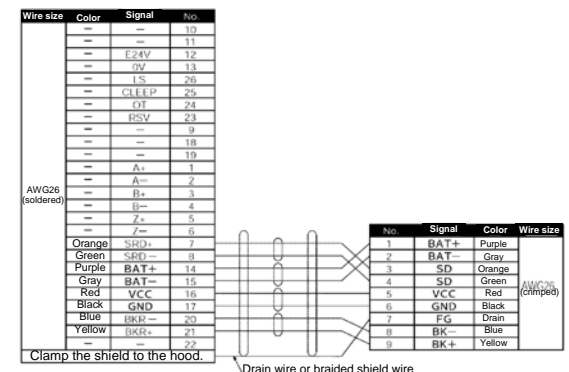 Wire size Color Signal No.
— — 10
— — 11
— E24V 12
— 0V 13
— LS 26
— CLEEP 25
— OT 24
— RSV 23
— — 9
— — 18
— — 19
— A+ 1
— A— 2
AWG26 (soldered)
— B+ 3
— B— 4
— Z+ 5
— Z— 6
Orange SRD+ 7
Green SRD— 8
Purple BAT+ 14
Gray BAT— 15
Red VCC 16
Black GND 17
Blue BKR— 20
Yellow BKR+ 21
— — 22
Clamp the shield to the hood.
No. Signal Color Wire size
1 BAT+ Purple
2 BAT— Gray
3 SD Orange
4 SD Green
5 VCC Red
AWG26 (crimped)
6 GND Black
7 FG Drain
8 BK— Blue
9 BK+ Yellow
Drain wire or braided shield wire